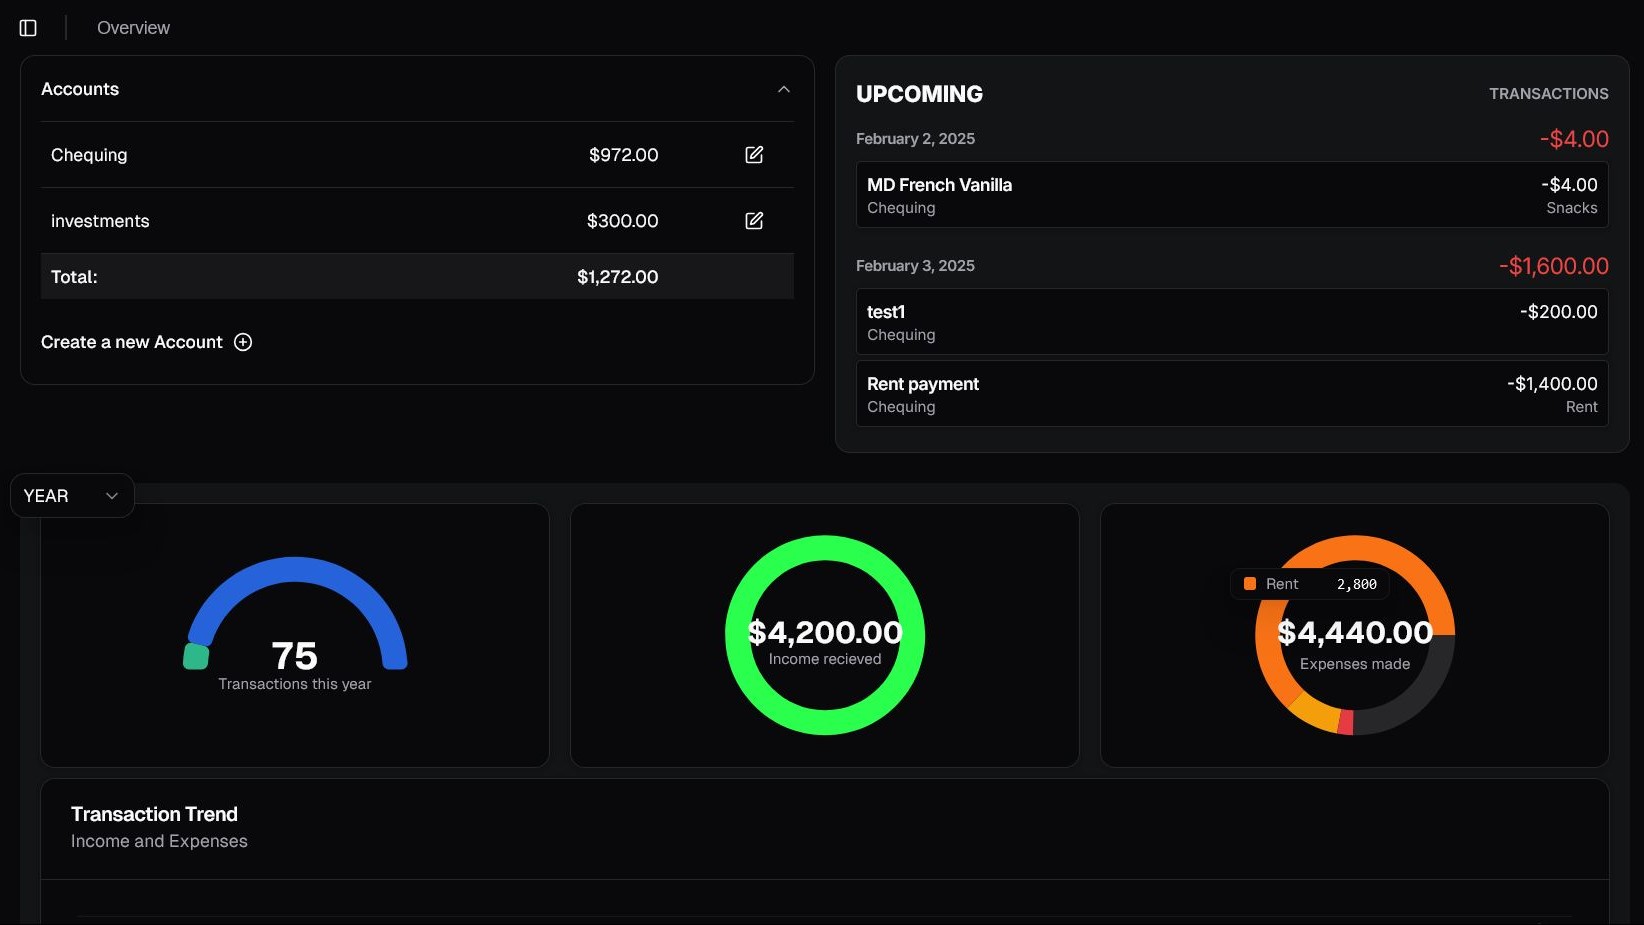 Overview
Accounts
Chequing $972.00
investments $300.00
Total: $1,272.00
Create a new Account
UPCOMING TRANSACTIONS
February 2, 2025 -$4.00
MD French Vanilla -$4.00
Chequing Snacks
February 3, 2025 -$1,600.00
test1 -$200.00
Chequing
Rent payment -$1,400.00
Chequing Rent
YEAR
75
Transactions this year
$4,200.00
Income recieved
Rent 2,800
$4,440.00
Expenses made
Transaction Trend
Income and Expenses